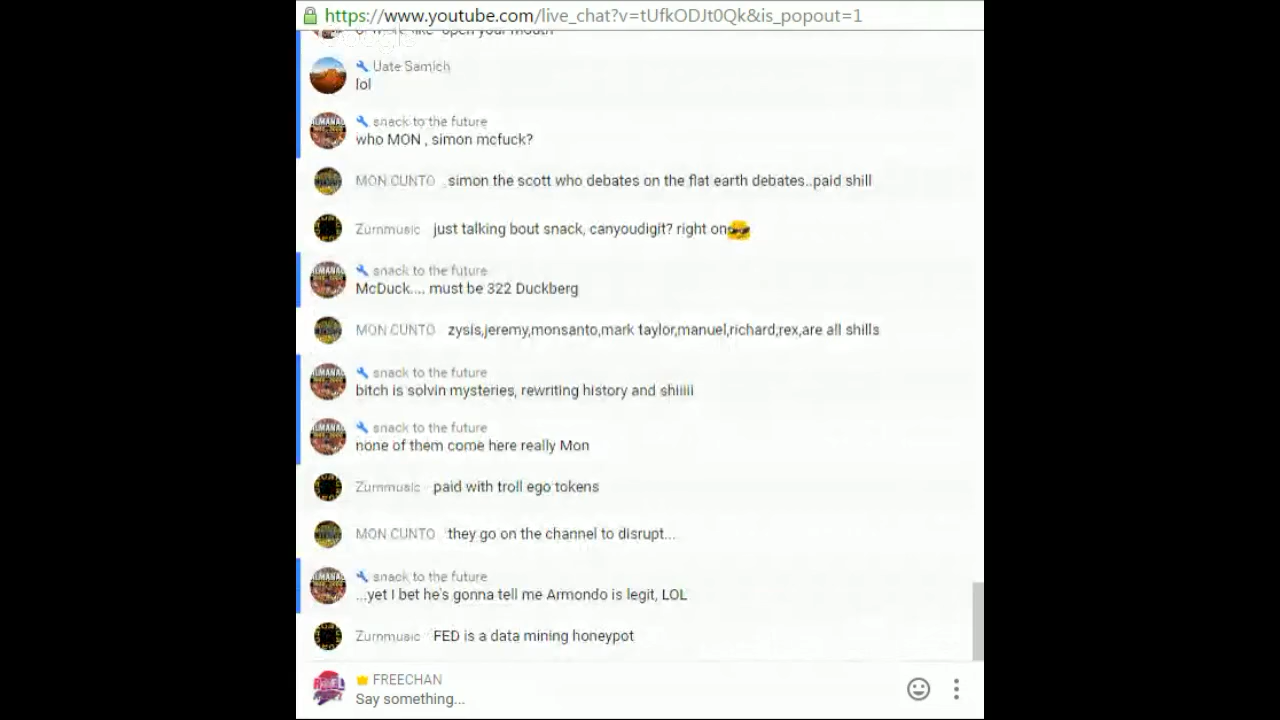 https://www.youtube.com/live_chat?v=tUfkODJt0Qk&is_popout=1
open your mouth
Uate Samich
lol
snack to the future
who MON , simon mcfuck?
MON CUNTO simon the scott who debates on the flat earth debates..paid shill
Zurnmusic just talking bout snack, canyoudigit? right on
snack to the future
McDuck.... must be 322 Duckberg
MON CUNTO zysis,jeremy,monsanto,mark taylor,manuel,richard,rex,are all shills
snack to the future
bitch is solvin mysteries, rewriting history and shiiiii
snack to the future
none of them come here really Mon
Zurnmusic paid with troll ego tokens
MON CUNTO they go on the channel to disrupt...
snack to the future
...yet I bet he's gonna tell me Armondo is legit, LOL
Zurnmusic FED is a data mining honeypot
FREECHAN
Say something...